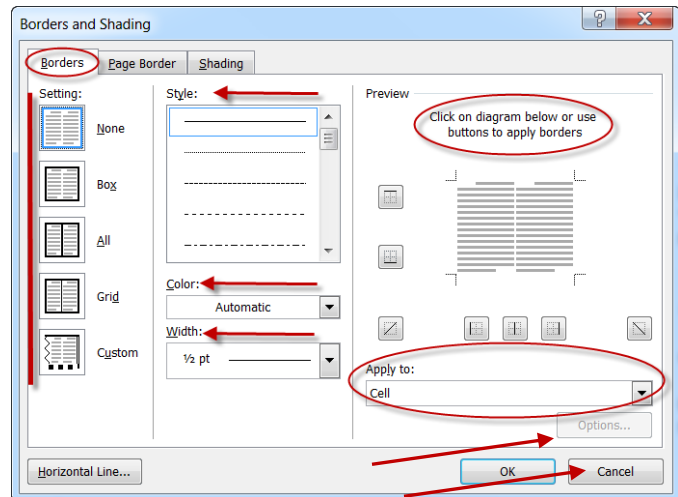 Borders and Shading
Borders Page Border Shading
Setting:
None
Box
All
Grid
Custom
Style:
Color:
Automatic
Width:
½ pt
Preview
Click on diagram below or use
buttons to apply borders
Apply to:
Cell
Options...
Horizontal Line...
OK
Cancel